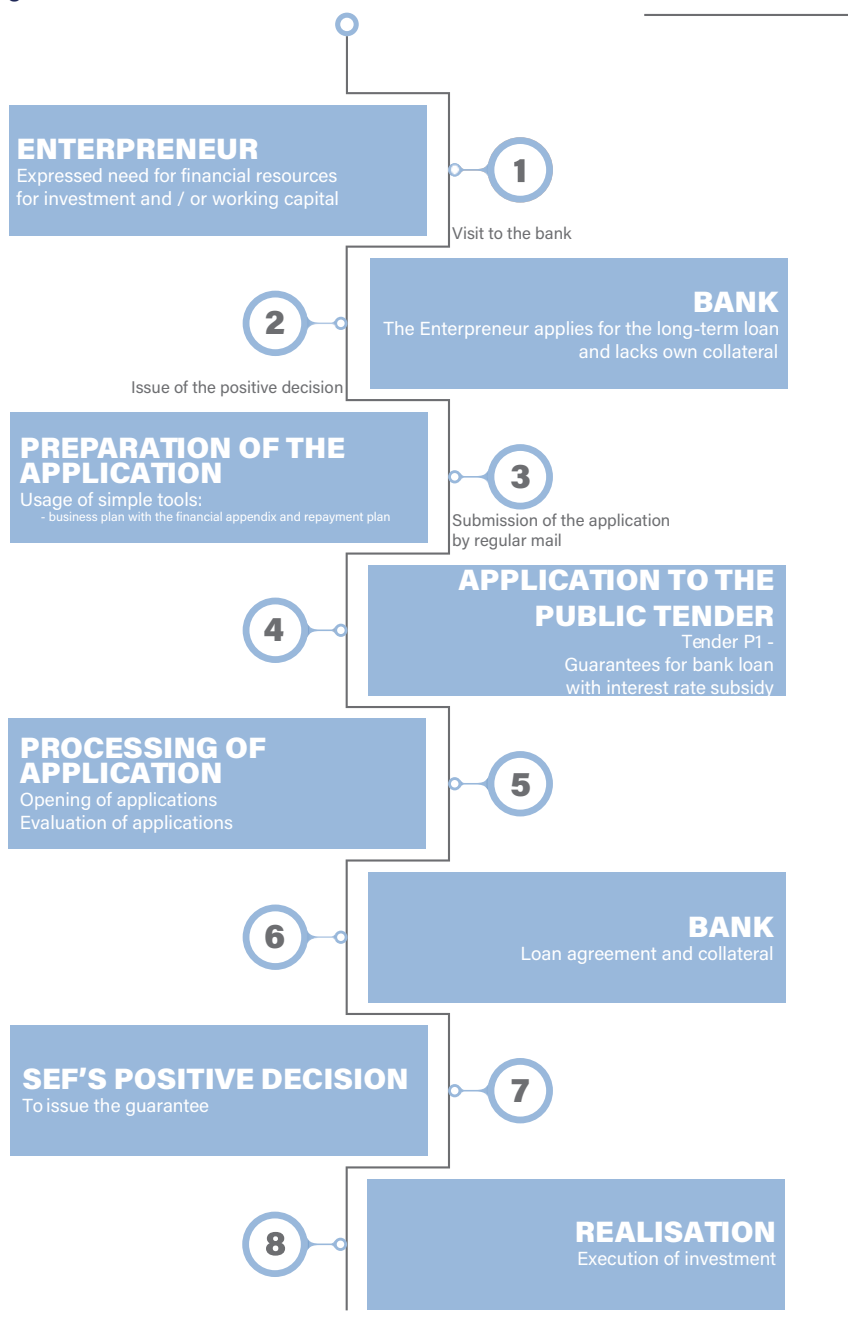 ENTERPRENEUR
Expressed need for financial resources
for investment and / or working capital
1
Visit to the bank
2
BANK
The Enterpreneur applies for the long-term loan
and lacks own collateral
Issue of the positive decision
PREPARATION OF THE
APPLICATION
Usage of simple tools:
- business plan with the financial appendix and repayment plan
3
Submission of the application
by regular mail
4
APPLICATION TO THE
PUBLIC TENDER
Tender P1 -
Guarantees for bank loan
with interest rate subsidy
PROCESSING OF
APPLICATION
Opening of applications
Evaluation of applications
5
6
BANK
Loan agreement and collateral
SEF'S POSITIVE DECISION
To issue the guarantee
7
8
REALISATION
Execution of investment